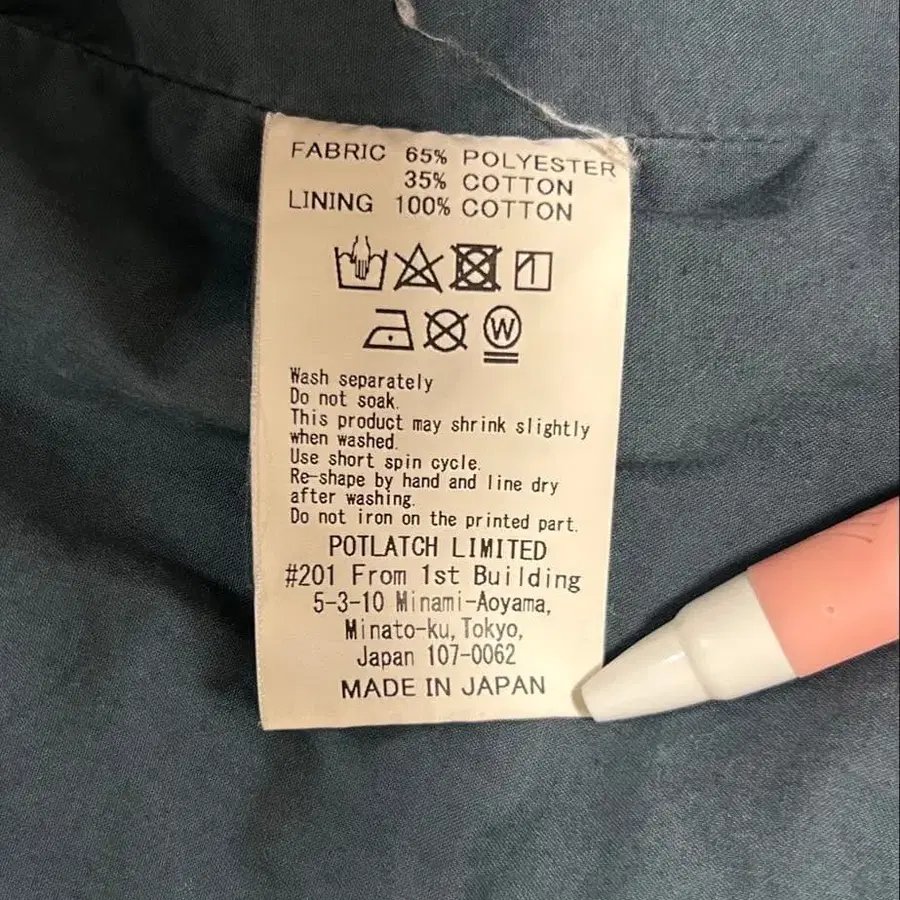 FABRIC 65% POLYESTER
35% COTTON
LINING 100% COTTON
W
Wash separately
Do not soak.
This product may shrink slightly
when washed.
Use short spin cycle.
Re-shape by hand and line dry
after washing.
Do not iron on the printed part.
POTLATCH LIMITED
#201 From 1st Building
5-3-10 Minami-Aoyama,
Minato-ku, Tokyo,
Japan 107-0062
MADE IN JAPAN